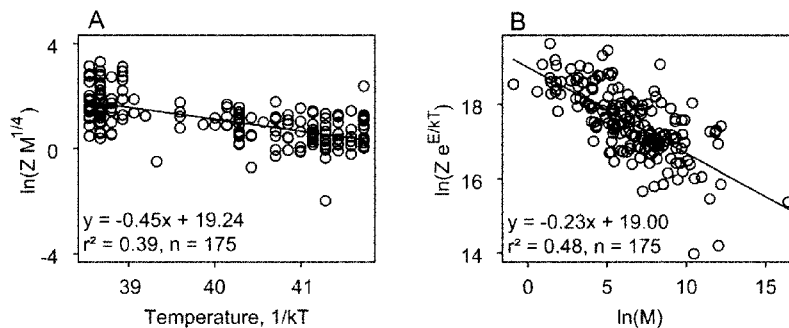 A
ln(Z M^1/4)
4
0
-4
y = -0.45x + 19.24
r² = 0.39, n = 175
39
40
41
Temperature, 1/kT
B
ln(Z e^E/kT)
18
16
14
y = -0.23x + 19.00
r² = 0.48, n = 175
0
5
10
15
ln(M)